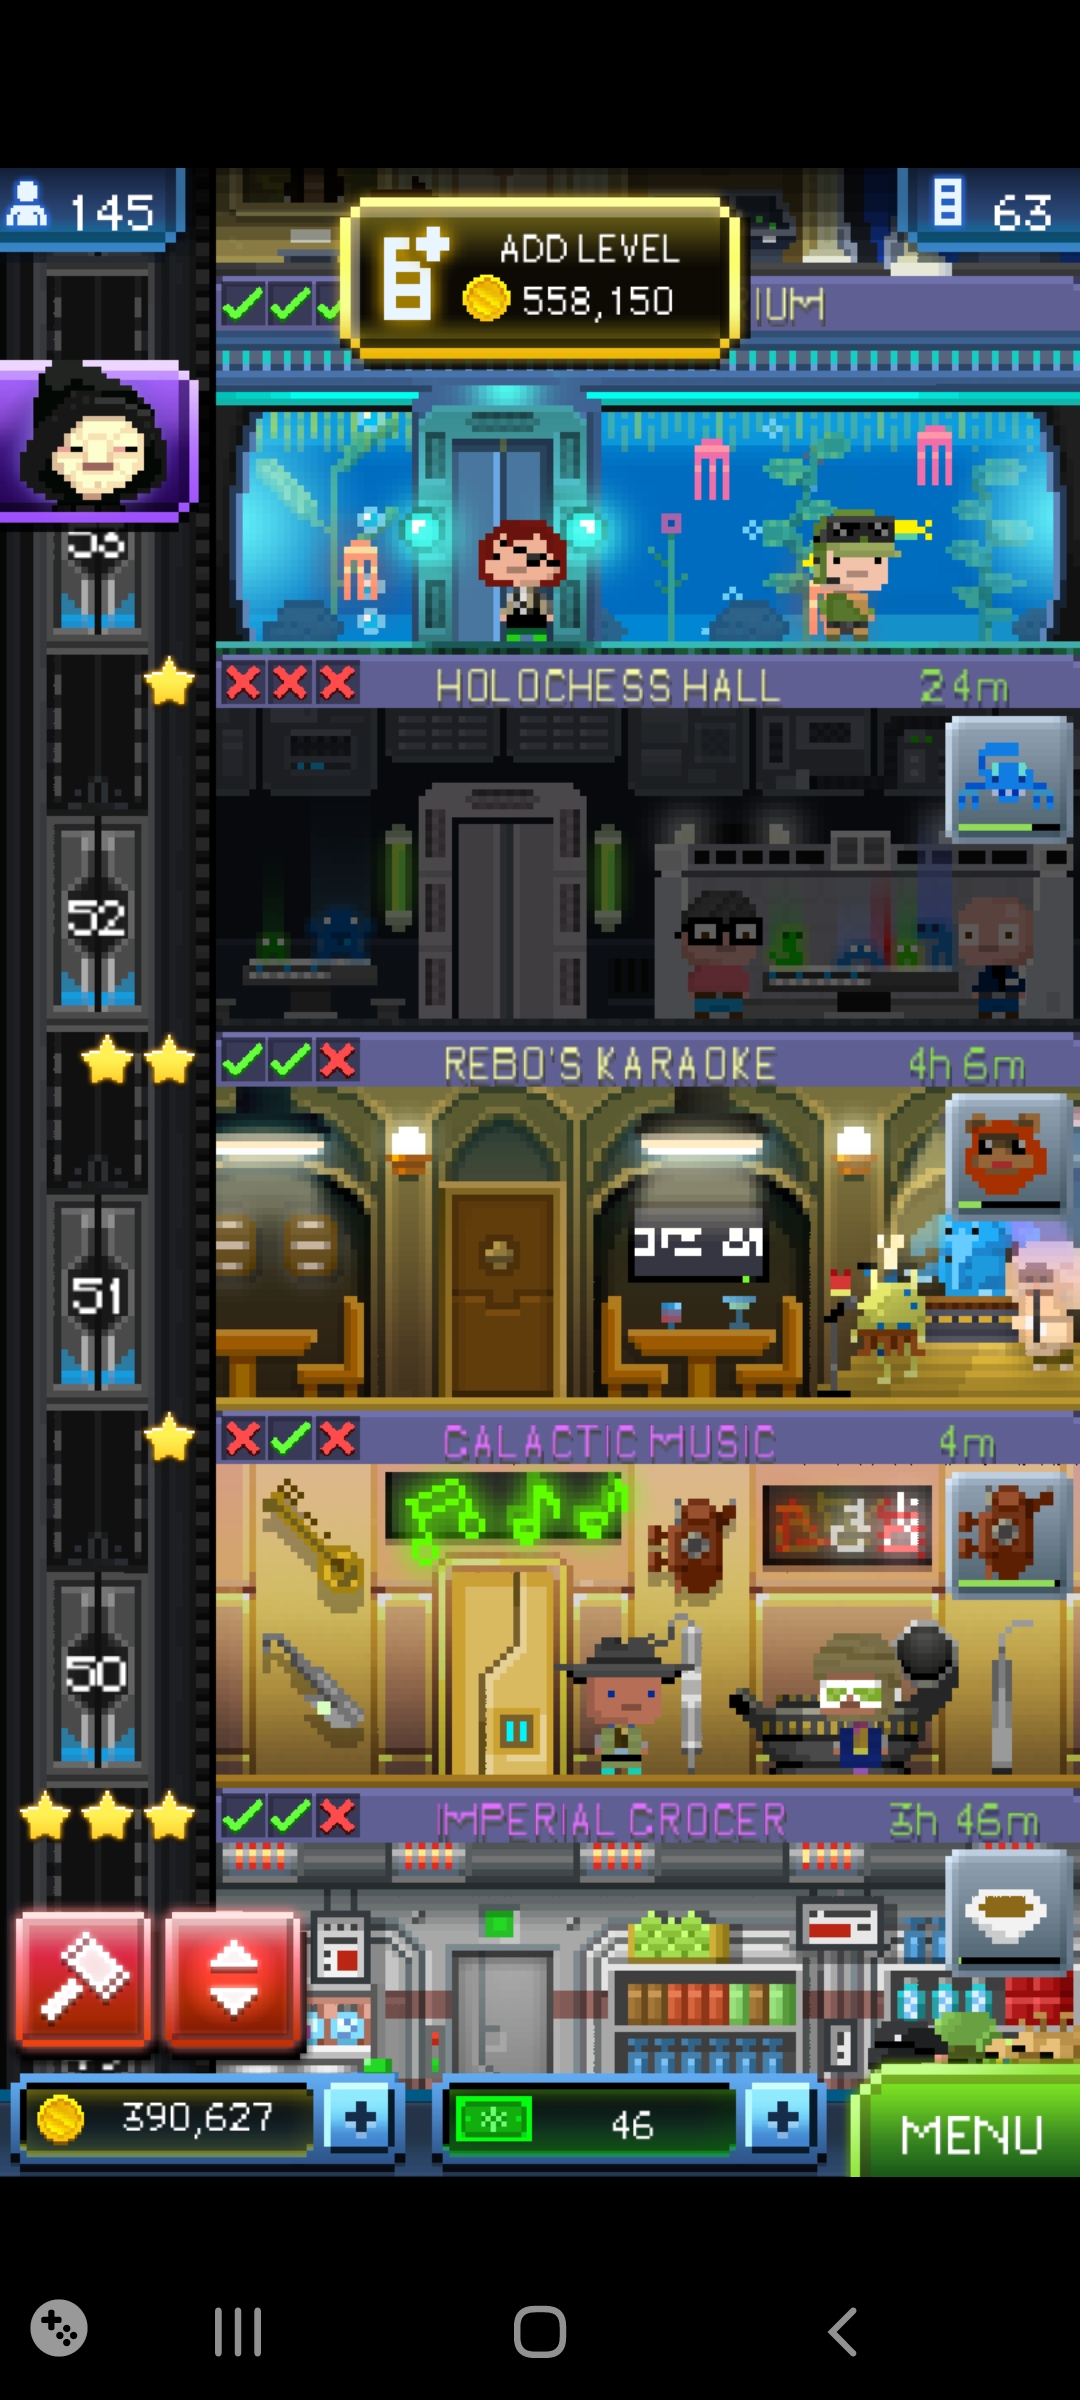 145
63
ADD LEVEL
558,150
IUM
53
HOLOCHESS HALL 24m
52
REBO'S KARAOKE 4h 6m
51
GALACTIC MUSIC 4m
50
IMPERIAL GROCER 3h 46m
390,627
46
MENU